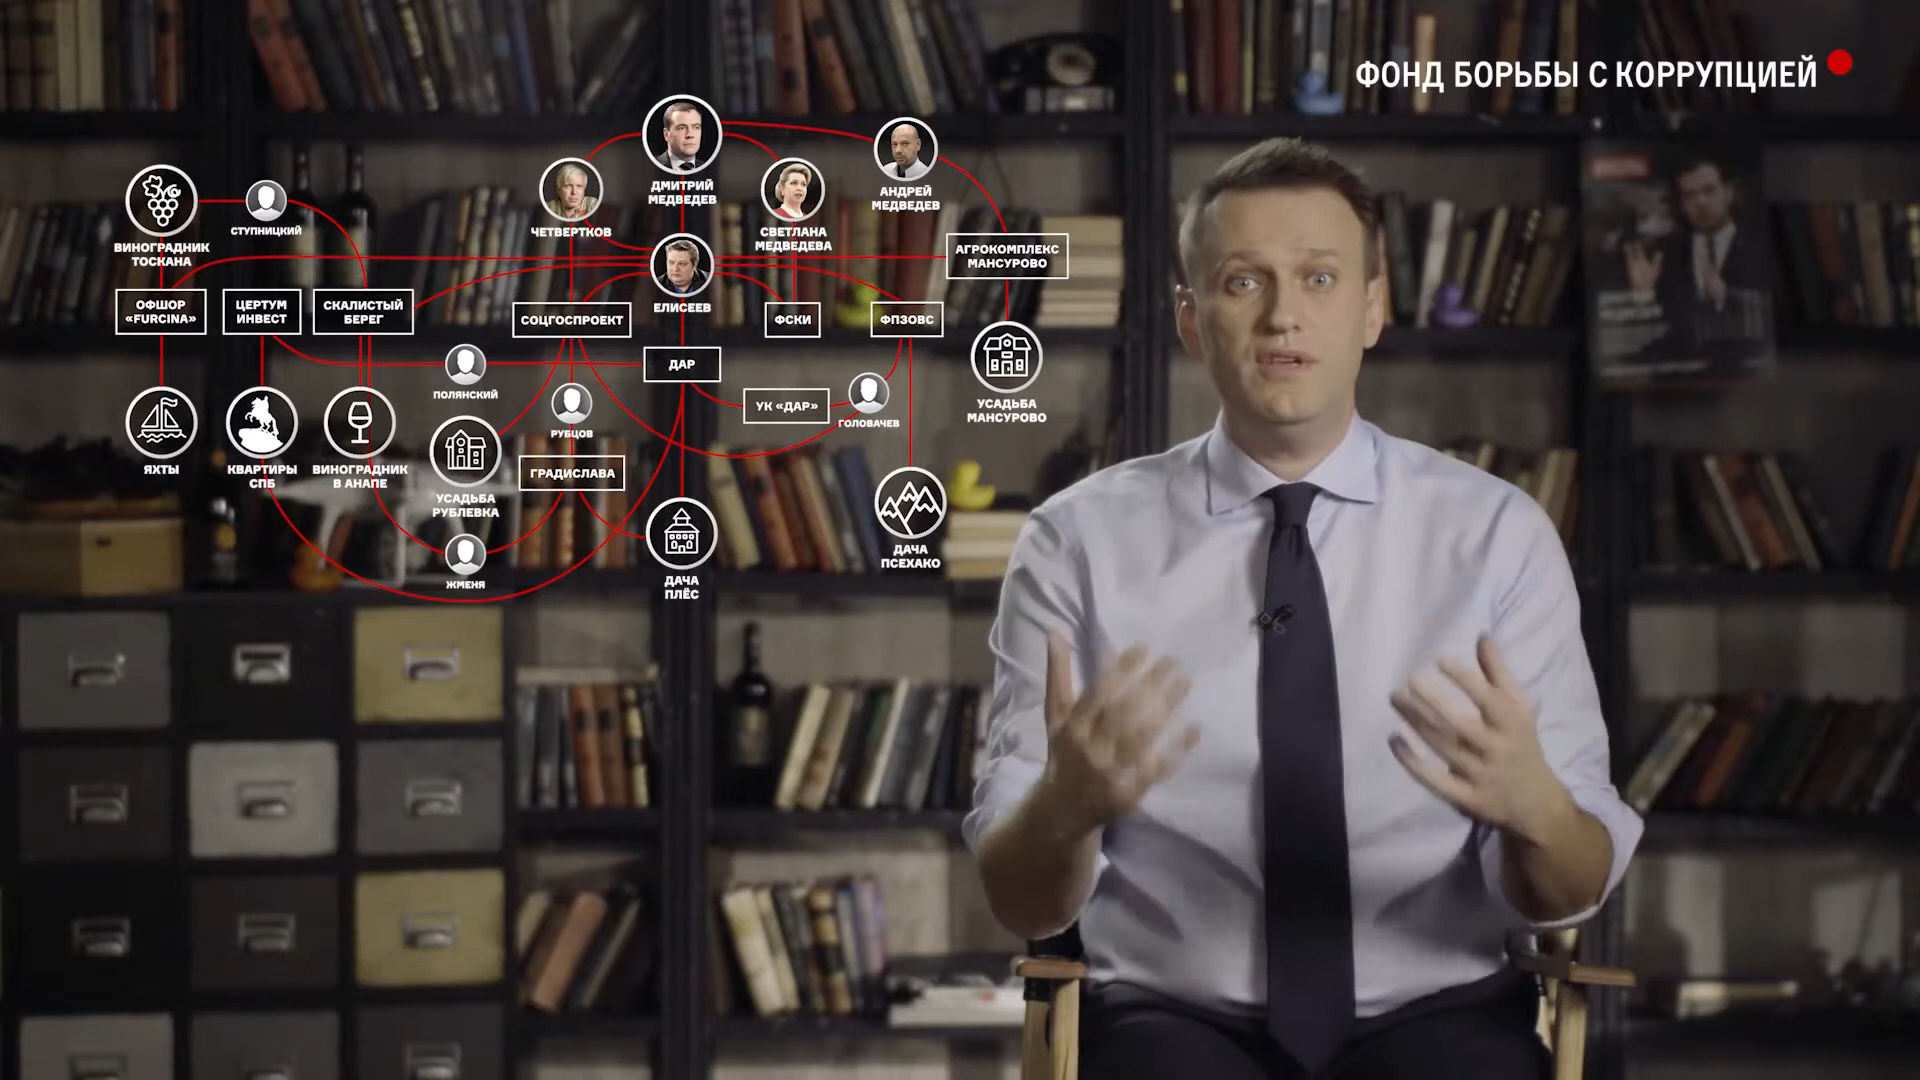 ФОНД БОРЬБЫ С КОРРУПЦИЕЙ
ДМИТРИЙ
МЕДВЕДЕВ
АНДРЕЙ
МЕДВЕДЕВ
ЧЕТВЕРТКОВ
СВЕТЛАНА
МЕДВЕДЕВА
СТУПНИЦКИЙ
ВИНОГРАДНИК
ТОСКАНА
АГРОКОМПЛЕКС
МАНСУРОВО
ЕЛИСЕЕВ
ОФШОР
«FURCINA»
ЦЕРТУМ
ИНВЕСТ
СКАЛИСТЫЙ
БЕРЕГ
СОЦГОСПРОЕКТ
ФСКИ
ФПЗОВС
ДАР
ПОЛЯНСКИЙ
УК «ДАР»
ГОЛОВАЧЕВ
УСАДЬБА
МАНСУРОВО
РУБЦОВ
ЯХТЫ
КВАРТИРЫ
СПБ
ВИНОГРАДНИК
В АНАПЕ
УСАДЬБА
РУБЛЕВКА
ГРАДИСЛАВА
ДАЧА
ПСЕХАКО
ЖМЕНЯ
ДАЧА
ПЛЁС